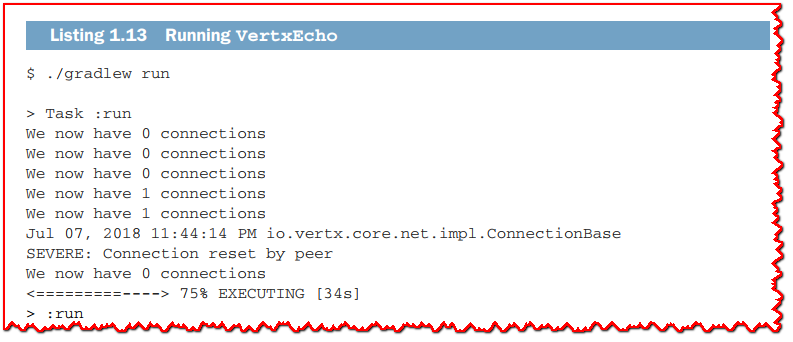 Listing 1.13 Running VertxEcho
$ ./gradlew run
> Task :run
We now have 0 connections
We now have 0 connections
We now have 0 connections
We now have 1 connections
We now have 1 connections
Jul 07, 2018 11:44:14 PM io.vertx.core.net.impl.ConnectionBase
SEVERE: Connection reset by peer
We now have 0 connections
<=========----> 75% EXECUTING [34s]
> :run